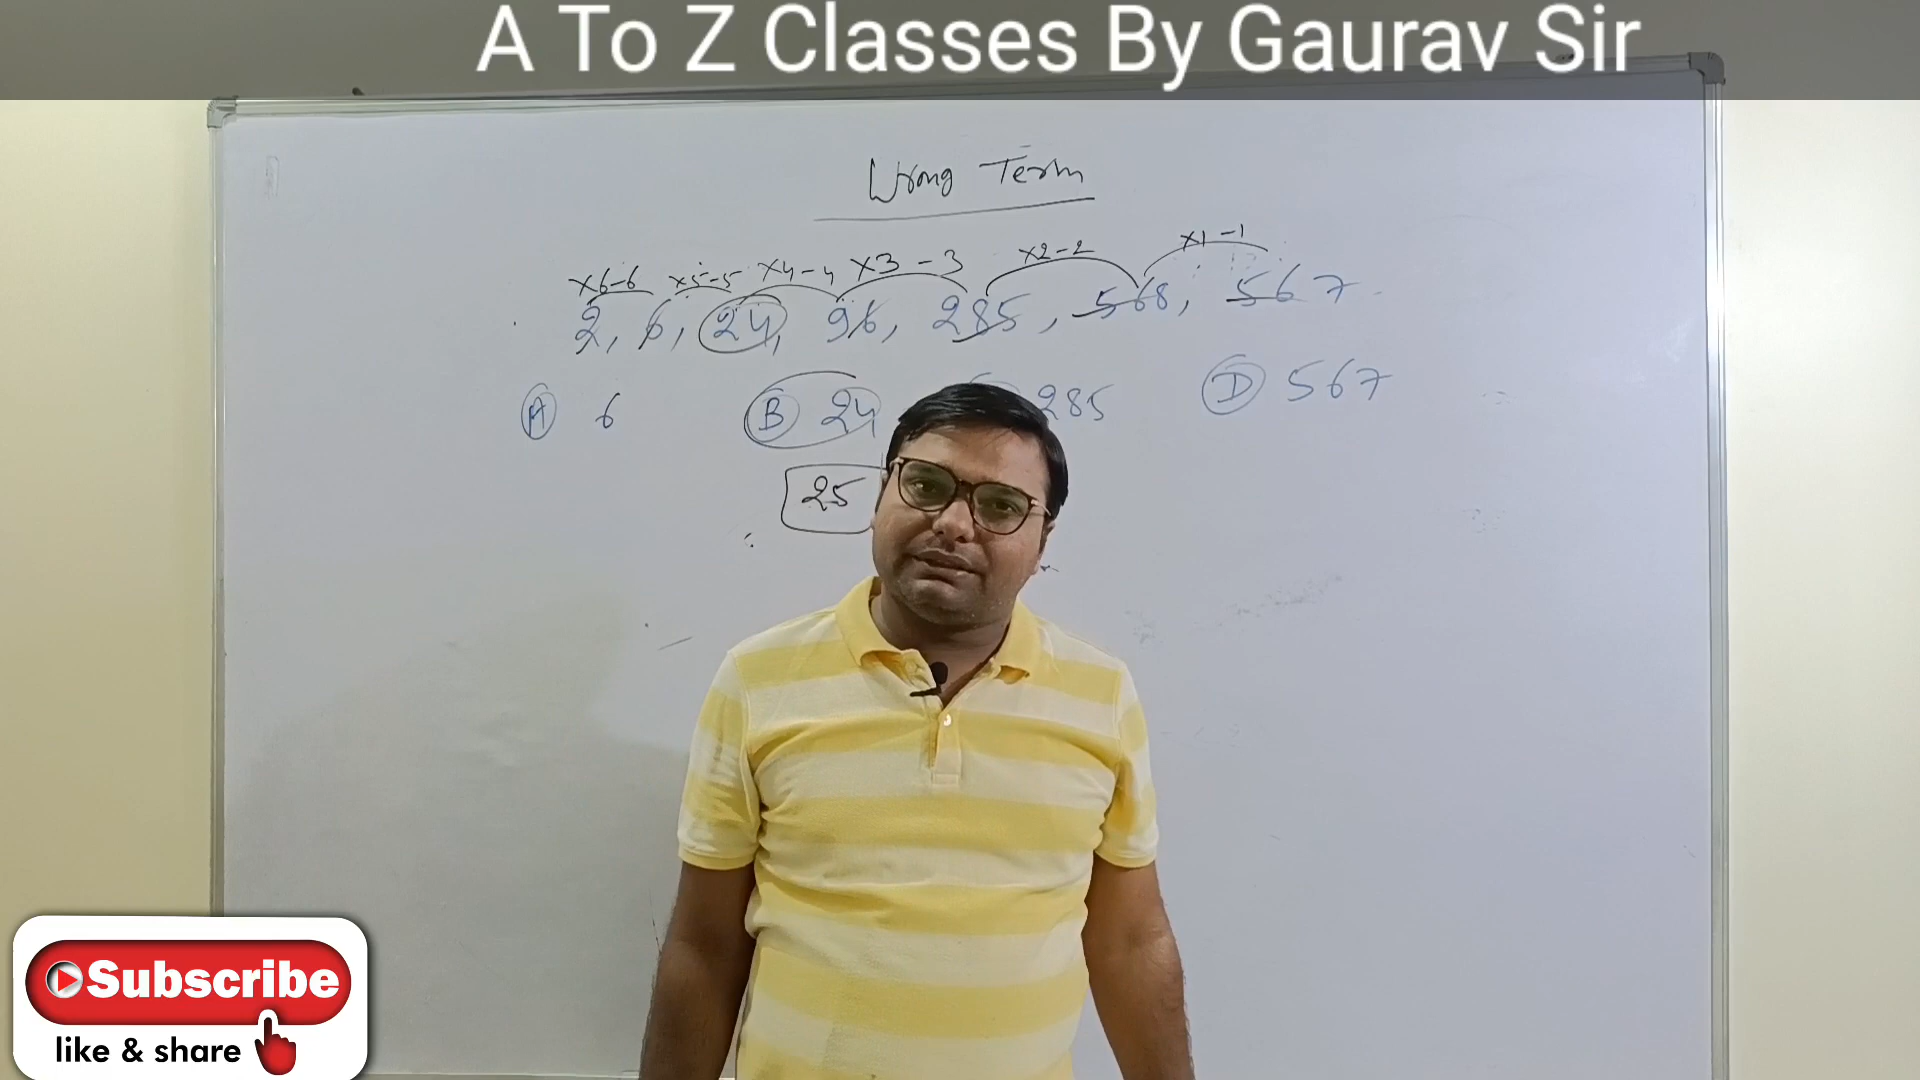 A To Z Classes By Gaurav Sir
Wrong Term
×6-6 ×5-5 ×4-4 ×3-3 ×2-2 ×1-1
2, 6, 24, 96, 285, 568, 567
A 6 B 24 285 D 567
25
Subscribe
like & share